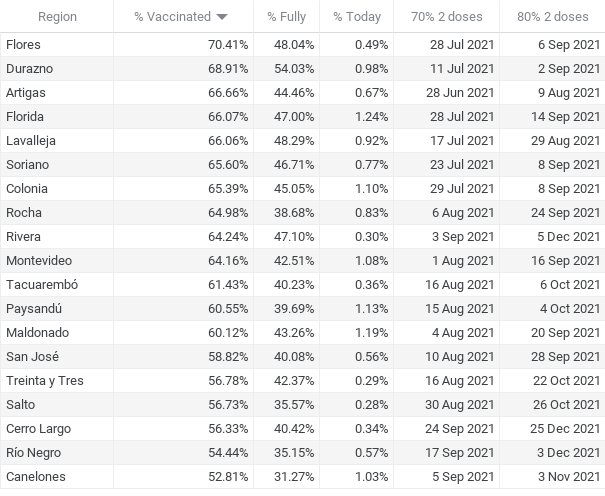 Region % Vaccinated % Fully % Today 70% 2 doses 80% 2 doses
Flores 70.41% 48.04% 0.49% 28 Jul 2021 6 Sep 2021
Durazno 68.91% 54.03% 0.98% 11 Jul 2021 2 Sep 2021
Artigas 66.66% 44.46% 0.67% 28 Jun 2021 9 Aug 2021
Florida 66.07% 47.00% 1.24% 28 Jul 2021 14 Sep 2021
Lavalleja 66.06% 48.29% 0.92% 17 Jul 2021 29 Aug 2021
Soriano 65.60% 46.71% 0.77% 23 Jul 2021 8 Sep 2021
Colonia 65.39% 45.05% 1.10% 29 Jul 2021 8 Sep 2021
Rocha 64.98% 38.68% 0.83% 6 Aug 2021 24 Sep 2021
Rivera 64.24% 47.10% 0.30% 3 Sep 2021 5 Dec 2021
Montevideo 64.16% 42.51% 1.08% 1 Aug 2021 16 Sep 2021
Tacuarembó 61.43% 40.23% 0.36% 16 Aug 2021 6 Oct 2021
Paysandú 60.55% 39.69% 1.13% 15 Aug 2021 4 Oct 2021
Maldonado 60.12% 43.26% 1.19% 4 Aug 2021 20 Sep 2021
San José 58.82% 40.08% 0.56% 10 Aug 2021 28 Sep 2021
Treinta y Tres 56.78% 42.37% 0.29% 16 Aug 2021 22 Oct 2021
Salto 56.73% 35.57% 0.28% 30 Aug 2021 26 Oct 2021
Cerro Largo 56.33% 40.42% 0.34% 24 Sep 2021 25 Dec 2021
Río Negro 54.44% 35.15% 0.57% 17 Sep 2021 3 Dec 2021
Canelones 52.81% 31.27% 1.03% 5 Sep 2021 3 Nov 2021